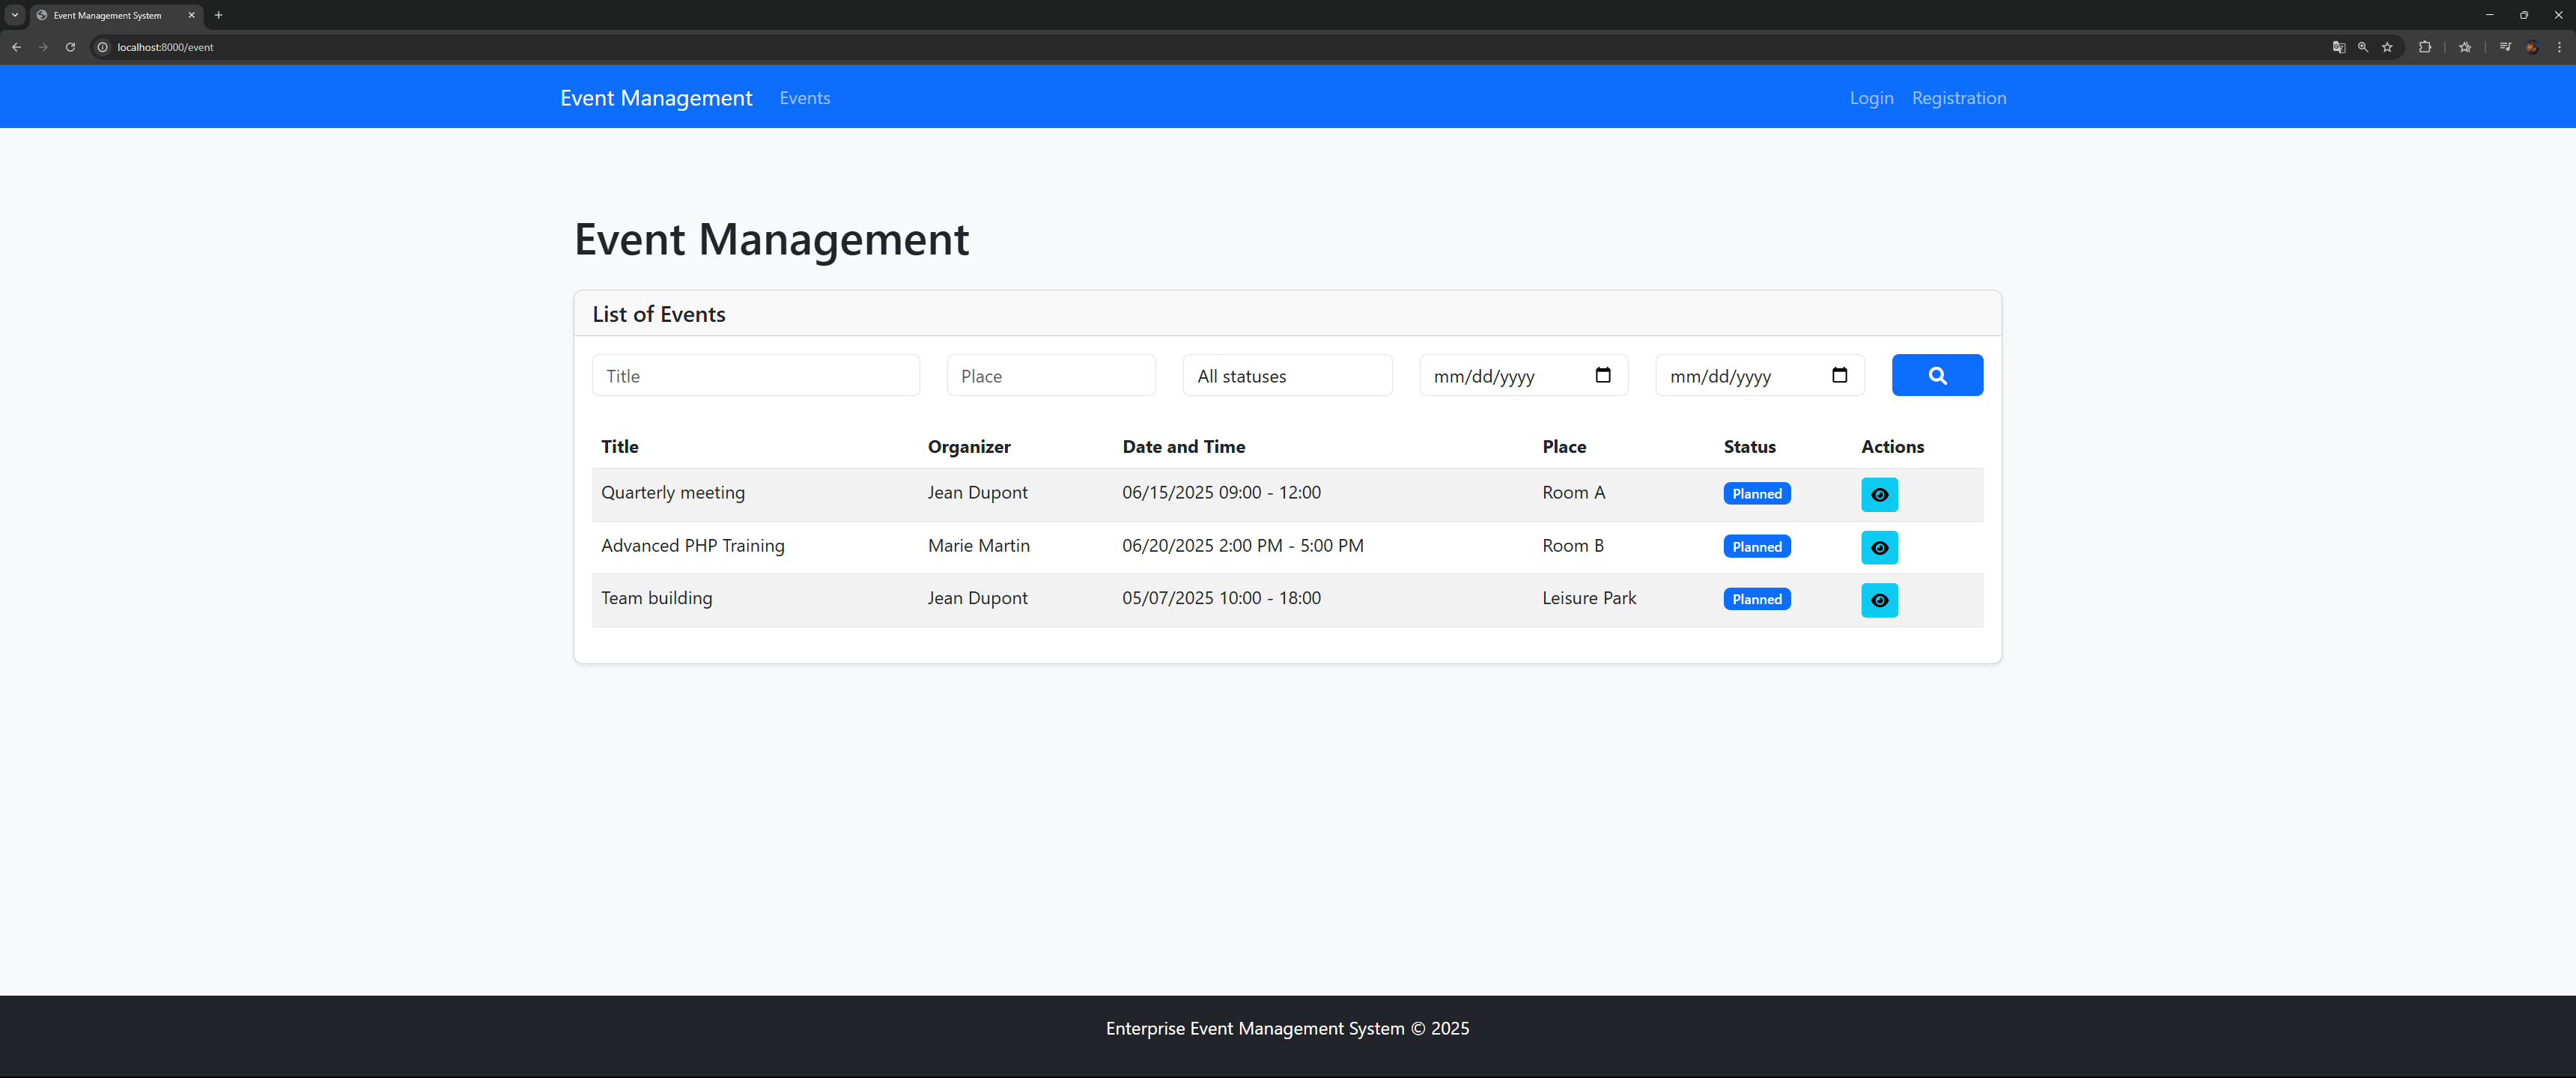 Event Management System
localhost:8000/event
Event Management Events Login Registration
Event Management
List of Events
Title Place All statuses mm/dd/yyyy mm/dd/yyyy
Title Organizer Date and Time Place Status Actions
Quarterly meeting Jean Dupont 06/15/2025 09:00 - 12:00 Room A Planned
Advanced PHP Training Marie Martin 06/20/2025 2:00 PM - 5:00 PM Room B Planned
Team building Jean Dupont 05/07/2025 10:00 - 18:00 Leisure Park Planned
Enterprise Event Management System © 2025